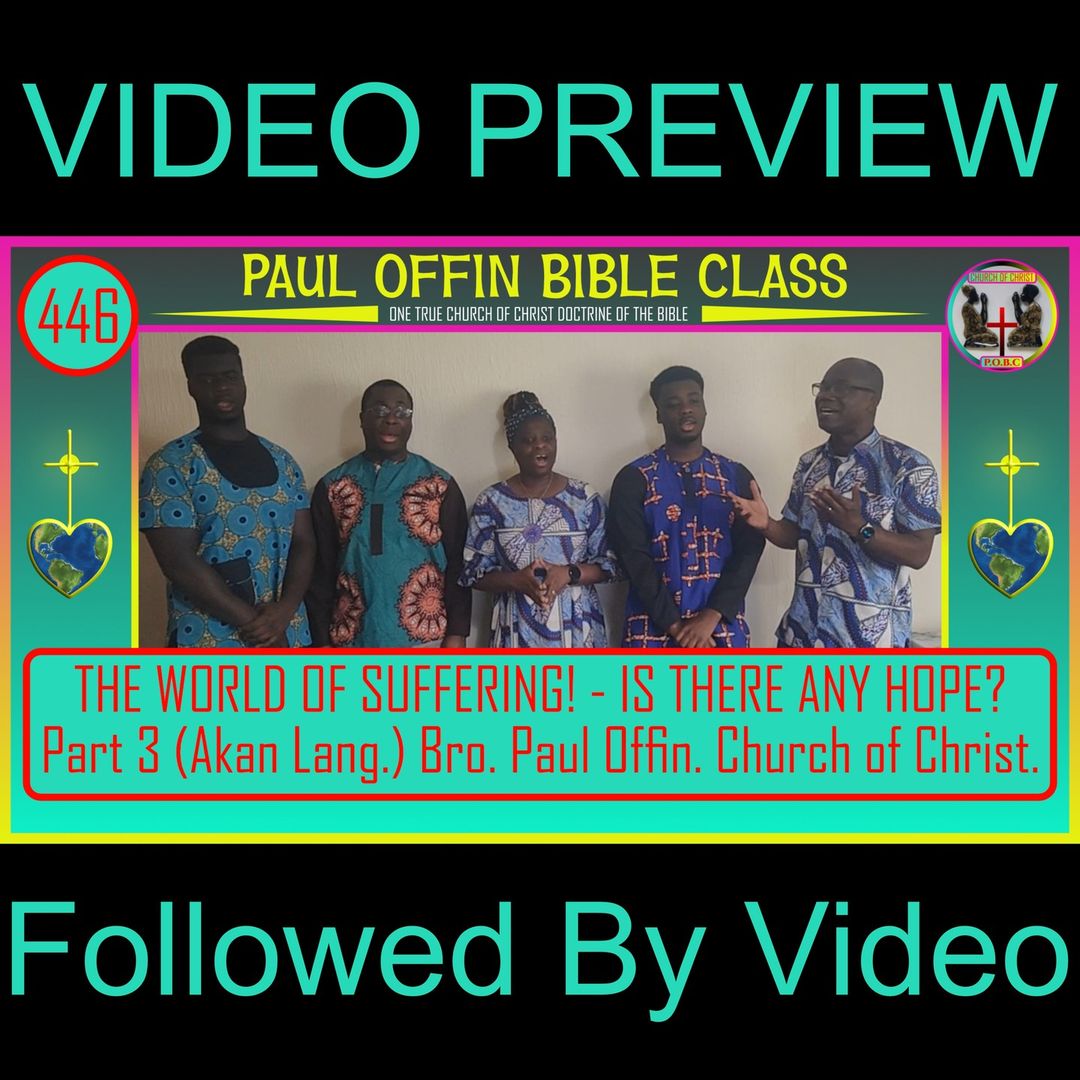 VIDEO PREVIEW
446
PAUL OFFIN BIBLE CLASS
ONE TRUE CHURCH OF CHRIST DOCTRINE OF THE BIBLE
CHURCH OF CHRIST
P.O.B.C
THE WORLD OF SUFFERING! - IS THERE ANY HOPE?
Part 3 (Akan Lang.) Bro. Paul Offin. Church of Christ.
Followed By Video